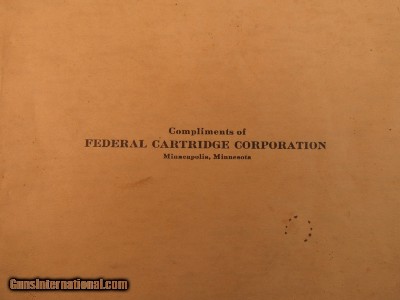 Compliments of
FEDERAL CARTRIDGE CORPORATION
Minneapolis, Minnesota
GunsInternational.com